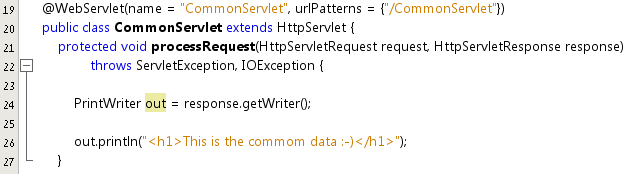 19 @WebServlet(name = "CommonServlet", urlPatterns = {"/CommonServlet"})
20 public class CommonServlet extends HttpServlet {
21 protected void processRequest(HttpServletRequest request, HttpServletResponse response)
22 throws ServletException, IOException {
23
24 PrintWriter out = response.getWriter();
25
26 out.println("<h1>This is the commom data :-)</h1>");
27 }